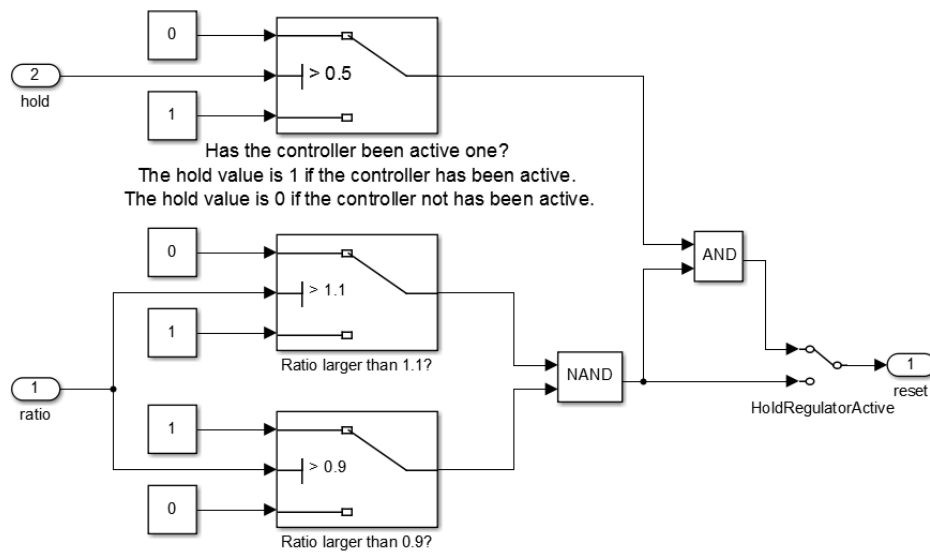 0
2
hold
> 0.5
1
Has the controller been active one?
The hold value is 1 if the controller has been active.
The hold value is 0 if the controller not has been active.
0
> 1.1
1
Ratio larger than 1.1?
AND
1
ratio
NAND
HoldRegulatorActive
1
reset
1
> 0.9
0
Ratio larger than 0.9?